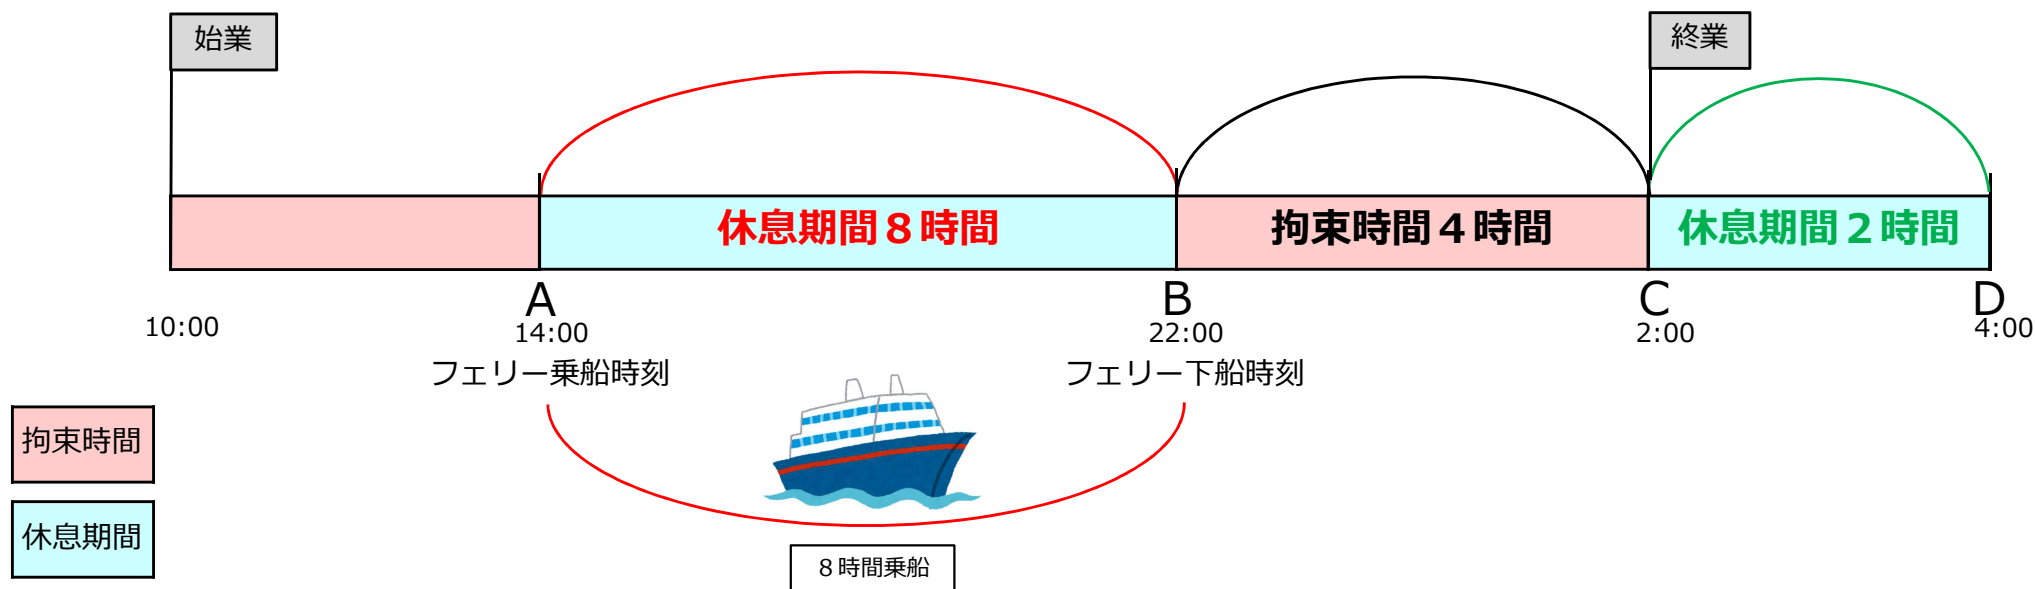 始業
終業
休息期間８時間
拘束時間４時間
休息期間２時間
A
B
C
D
10:00
14:00
22:00
2:00
4:00
フェリー乗船時刻
フェリー下船時刻
拘束時間
休息期間
８時間乗船